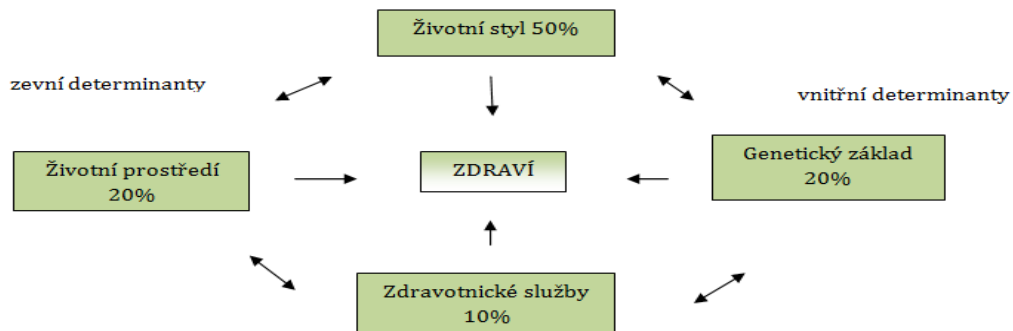 Životní styl 50%
zevní determinanty
vnitřní determinanty
Životní prostředí
20%
ZDRAVÍ
Genetický základ
20%
Zdravotnické služby
10%